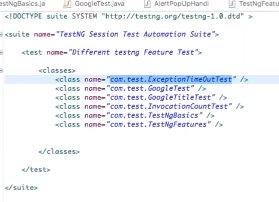 estNGBasics.ja GoogleTest.java AlertPopUpHandl TestNGFeatu
<!DOCTYPE suite SYSTEM "http://testng.org/testng-1.0.dtd" >
<suite name="TestNG Session Test Automation Suite">
<test name="Different testng Feature Test">
<classes>
<class name="com.test.ExceptionTimeOutTest" />
<class name="com.test.GoogleTest" />
<class name="com.test.GoogleTitleTest" />
<class name="com.test.InvocationCountTest" />
<class name="com.test.TestNgBasics" />
<class name="com.test.TestNgFeatures" />
</classes>
</test>
</suite>